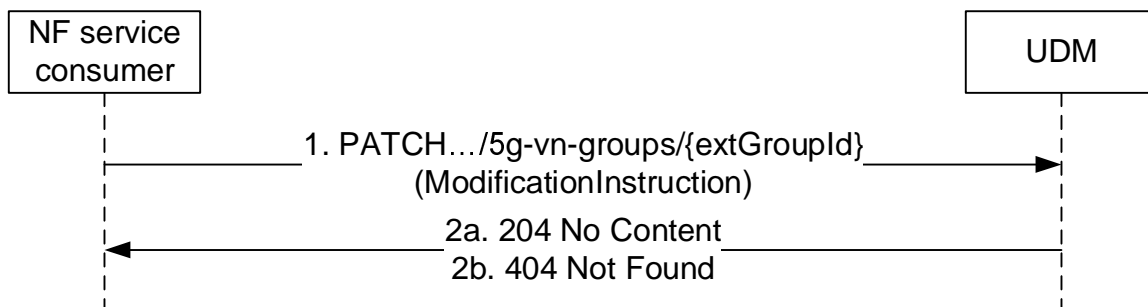 NF service
consumer
UDM
1. PATCH…/5g-vn-groups/{extGroupId}
(ModificationInstruction)
2a. 204 No Content
2b. 404 Not Found